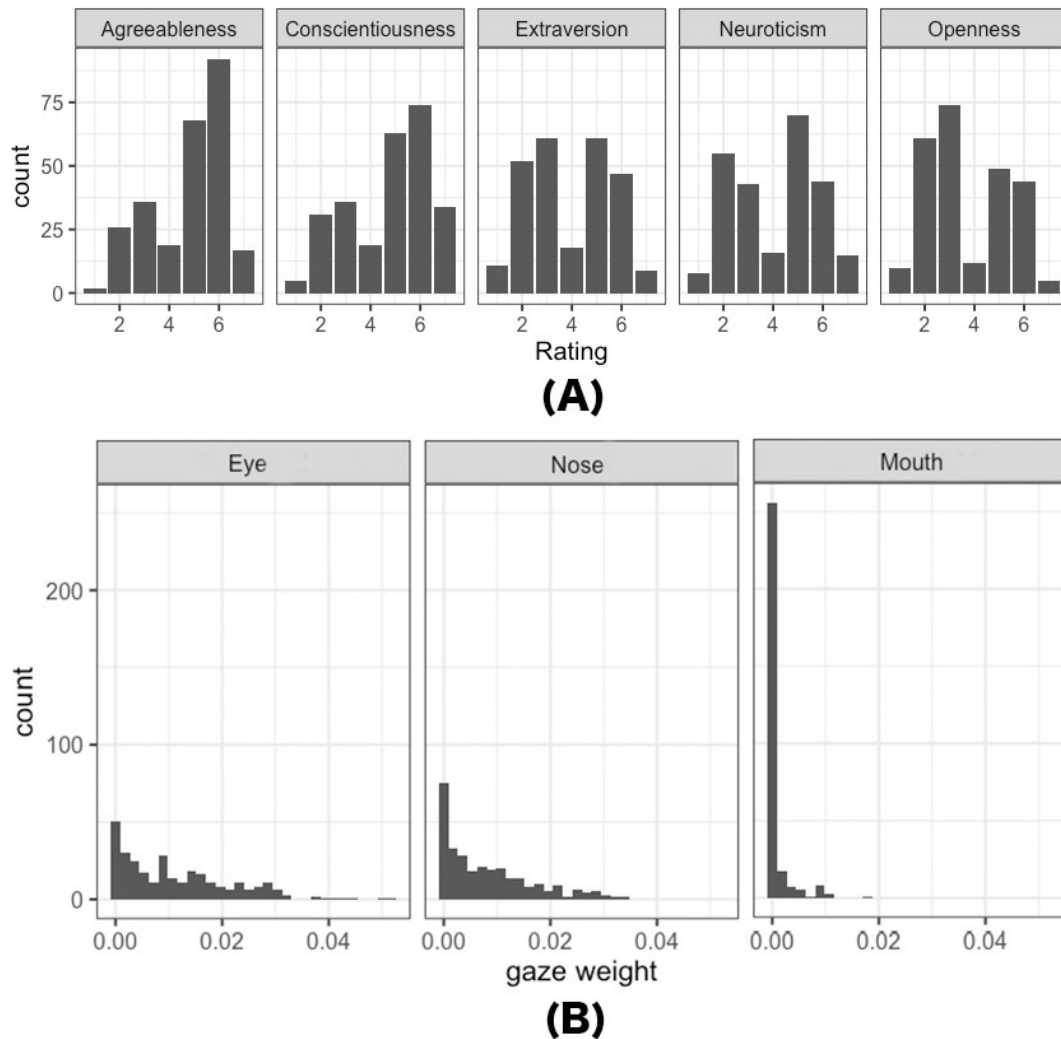 Agreeableness Conscientiousness Extraversion Neuroticism Openness
75
50
25
0
count
2 4 6 2 4 6 2 4 6 2 4 6 2 4 6
Rating
(A)
Eye Nose Mouth
200
100
0
count
0.00 0.02 0.04 0.00 0.02 0.04 0.00 0.02 0.04
gaze weight
(B)